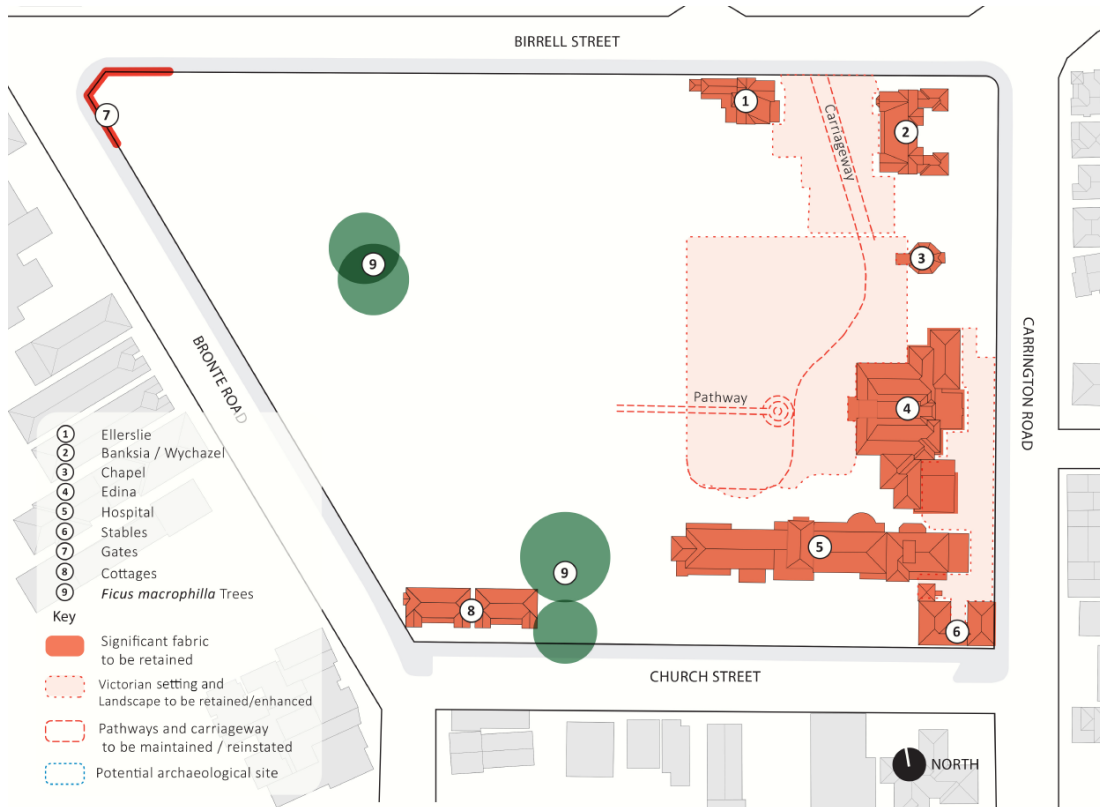 BIRRELL STREET
7
1
2
Carriageway
9
3
CARRINGTON ROAD
BRONTE ROAD
Pathway
4
5
9
8
6
CHURCH STREET
1 Ellerslie
2 Banksia / Wychazel
3 Chapel
4 Edina
5 Hospital
6 Stables
7 Gates
8 Cottages
9 Ficus macrophilla Trees
Key
Significant fabric
to be retained
Victorian setting and
Landscape to be retained/enhanced
Pathways and carriageway
to be maintained / reinstated
Potential archaeological site
NORTH